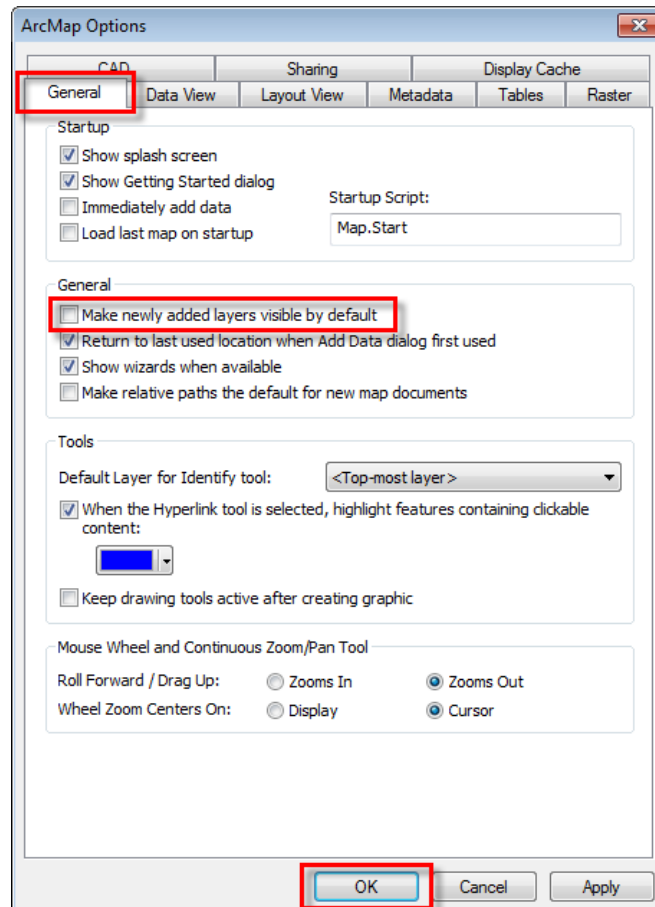 ArcMap Options
CAD Sharing Display Cache
General Data View Layout View Metadata Tables Raster
Startup
Show splash screen
Show Getting Started dialog
Immediately add data
Startup Script:
Load last map on startup
Map.Start
General
Make newly added layers visible by default
Return to last used location when Add Data dialog first used
Show wizards when available
Make relative paths the default for new map documents
Tools
Default Layer for Identify tool: <Top-most layer>
When the Hyperlink tool is selected, highlight features containing clickable
content:
Keep drawing tools active after creating graphic
Mouse Wheel and Continuous Zoom/Pan Tool
Roll Forward / Drag Up: Zooms In Zooms Out
Wheel Zoom Centers On: Display Cursor
OK Cancel Apply